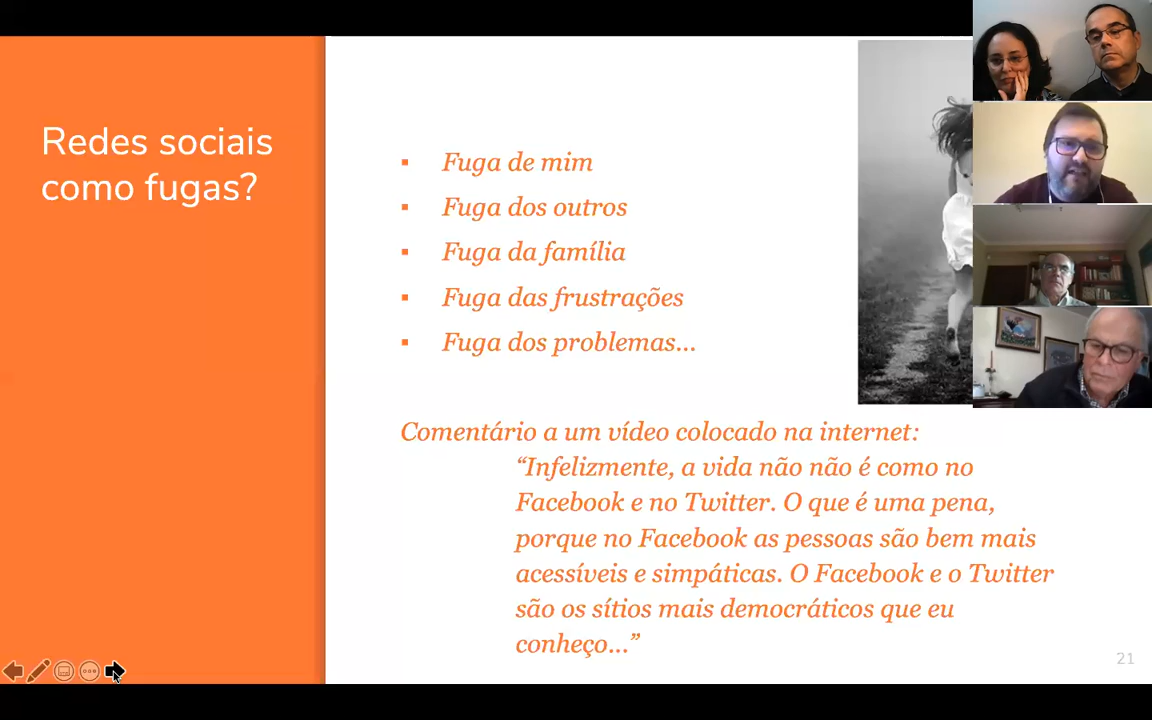 Redes sociais
como fugas?
▪ Fuga de mim
▪ Fuga dos outros
▪ Fuga da família
▪ Fuga das frustrações
▪ Fuga dos problemas...
Comentário a um vídeo colocado na internet:
“Infelizmente, a vida não não é como no
Facebook e no Twitter. O que é uma pena,
porque no Facebook as pessoas são bem mais
acessíveis e simpáticas. O Facebook e o Twitter
são os sítios mais democráticos que eu
conheço...”
21